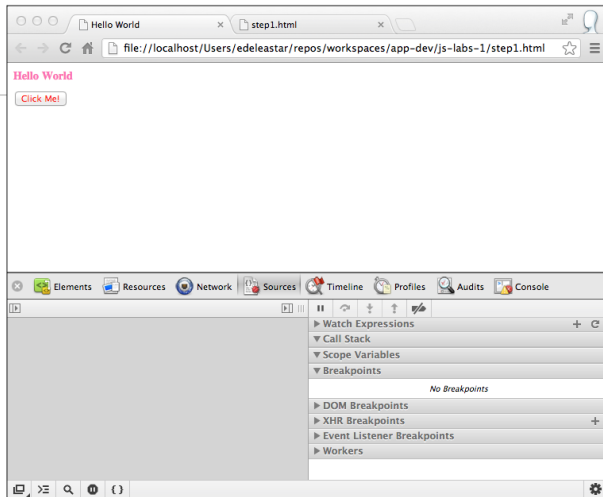 Hello World
step1.html
file://localhost/Users/edeleastar/repos/workspaces/app-dev/js-labs-1/step1.html
Hello World
Click Me!
Elements Resources Network Sources Timeline Profiles Audits Console
Watch Expressions
Call Stack
Scope Variables
Breakpoints
No Breakpoints
DOM Breakpoints
XHR Breakpoints
Event Listener Breakpoints
Workers